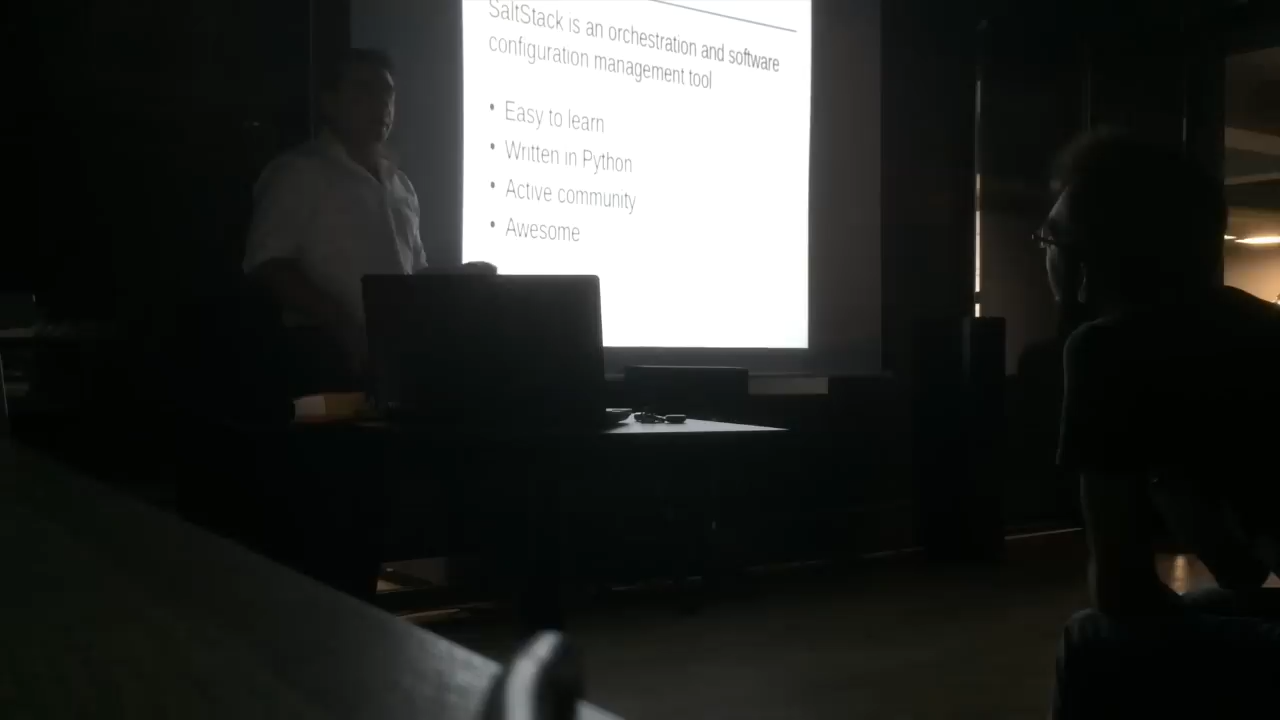 SaltStack is an orchestration and software
configuration management tool
• Easy to learn
• Written in Python
• Active community
• Awesome